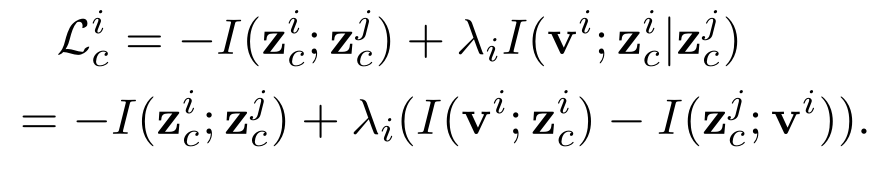 ℒ_c^i = −I(𝐳_c^i; 𝐳_c^j) + λ_i I(𝐯^i; 𝐳_c^i|𝐳_c^j)
= −I(𝐳_c^i; 𝐳_c^j) + λ_i(I(𝐯^i; 𝐳_c^i) − I(𝐳_c^j; 𝐯^i)).